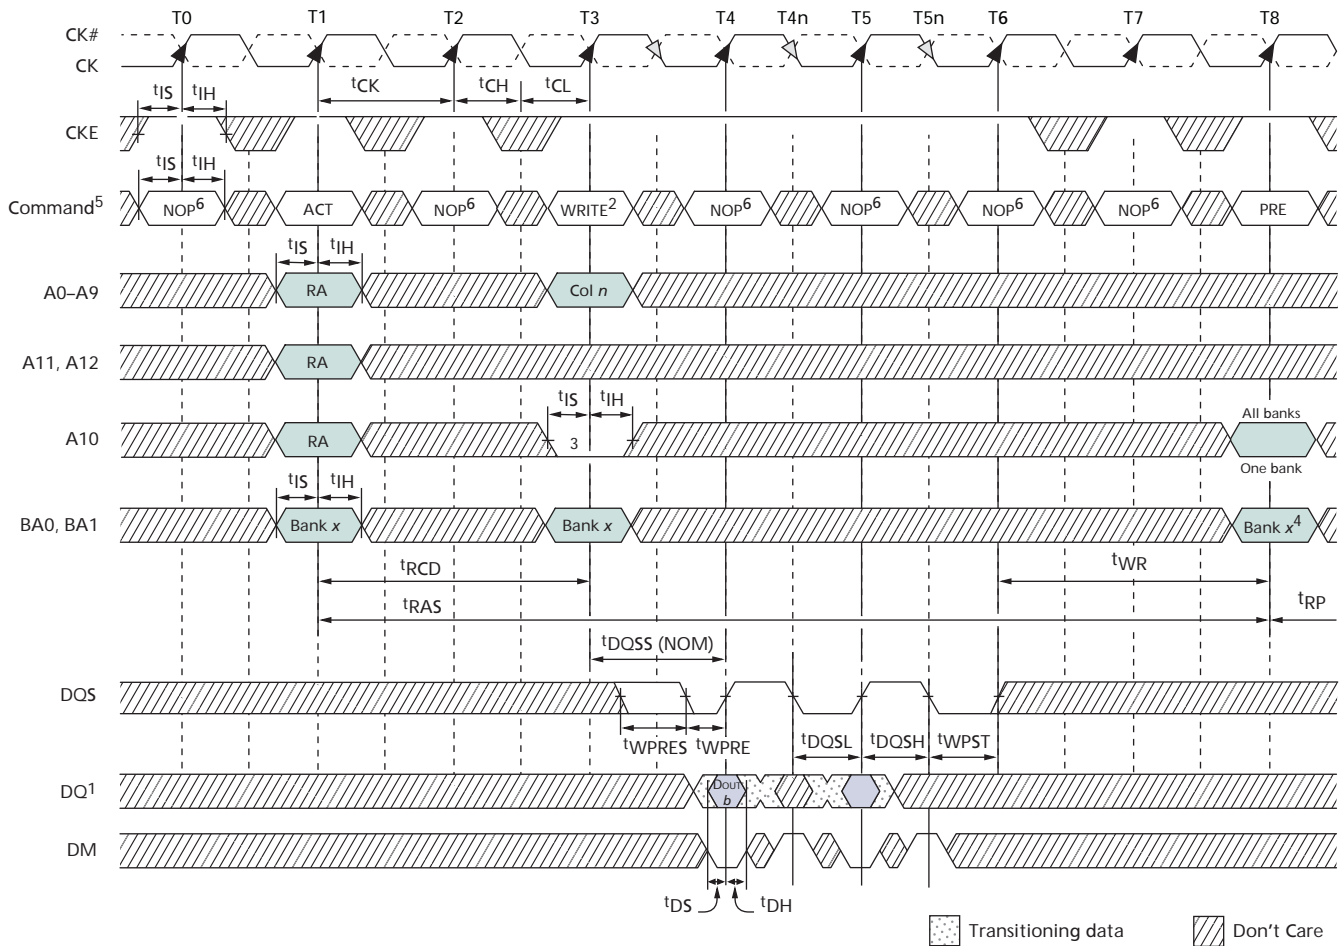 T0 T1 T2 T3 T4 T4n T5 T5n T6 T7 T8
CK#
CK
tCK tCH tCL
tIS tIH
CKE
tIS tIH
Command5 NOP6 ACT NOP6 WRITE2 NOP6 NOP6 NOP6 NOP6 PRE
tIS tIH
A0–A9 RA Col n
A11, A12 RA
tIS tIH
All banks
A10 RA 3
One bank
tIS tIH
BA0, BA1 Bank x Bank x Bank x4
tRCD tWR
tRAS tRP
tDQSS (NOM)
DQS
tWPRES tWPRE tDQSL tDQSH tWPST
DQ1 DOUT
b
DM
tDS tDH
Transitioning data Don't Care